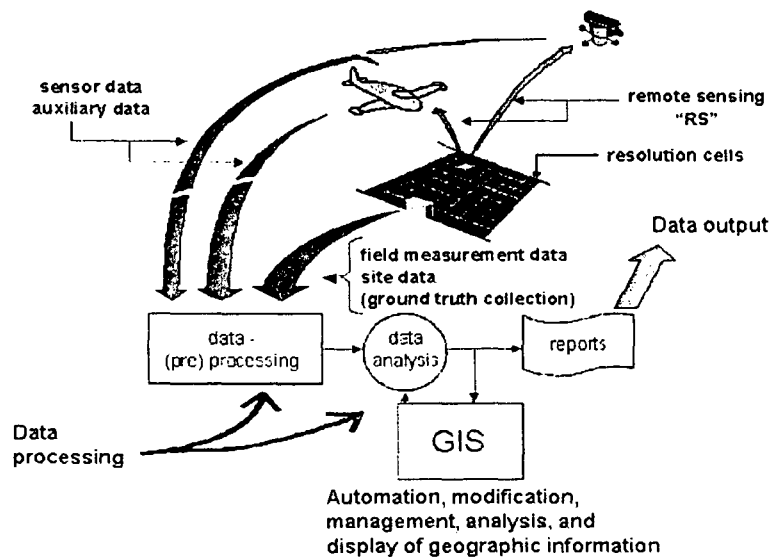 sensor data
auxiliary data
remote sensing
"RS"
resolution cells
Data output
field measurement data
site data
(ground truth collection)
data -
(pre) processing
data
analysis
reports
Data
processing
GIS
Automation, modification,
management, analysis, and
display of geographic information